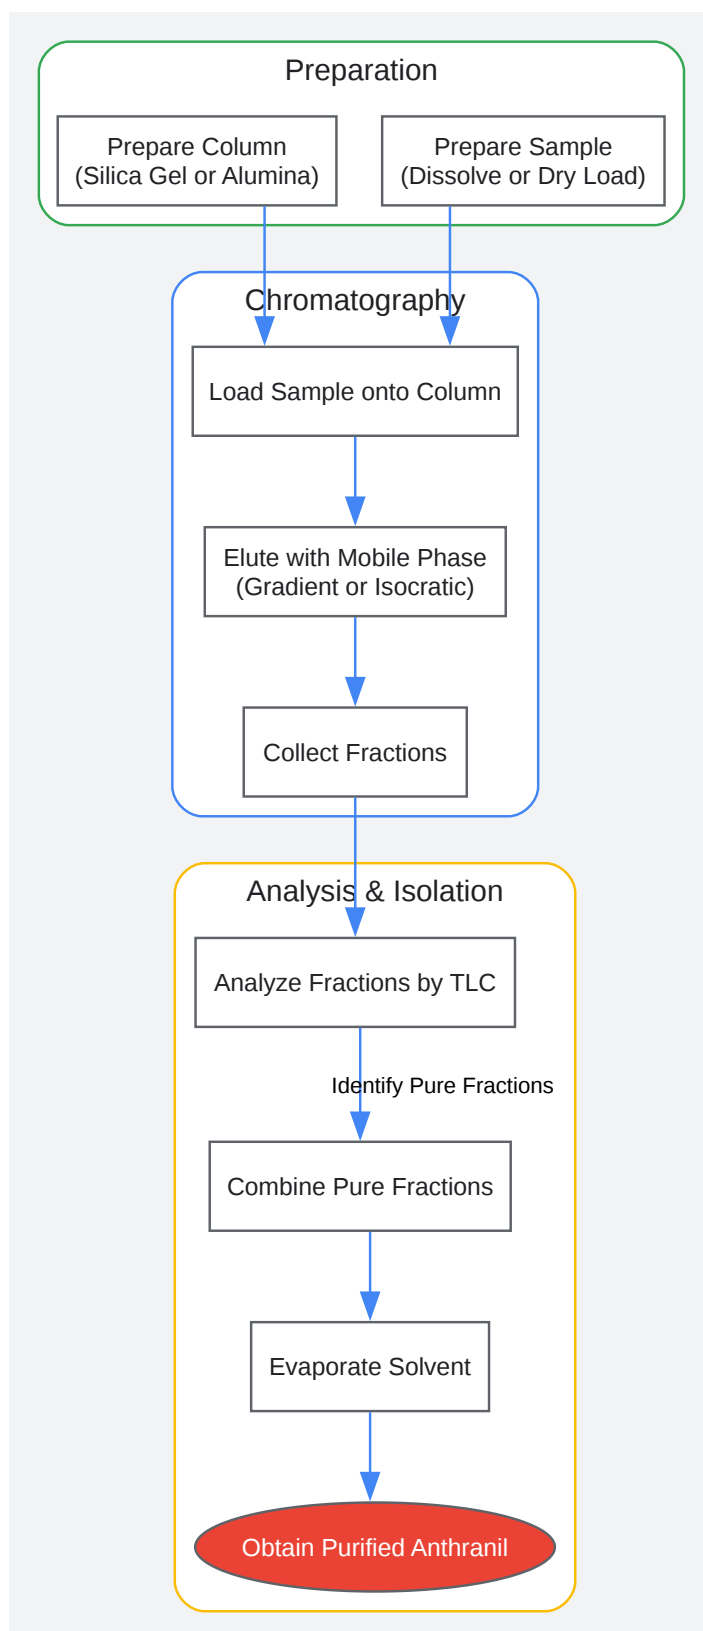 Preparation
Prepare Column
(Silica Gel or Alumina)
Prepare Sample
(Dissolve or Dry Load)
Chromatography
Load Sample onto Column
Elute with Mobile Phase
(Gradient or Isocratic)
Collect Fractions
Analysis & Isolation
Analyze Fractions by TLC
Identify Pure Fractions
Combine Pure Fractions
Evaporate Solvent
Obtain Purified Anthranil